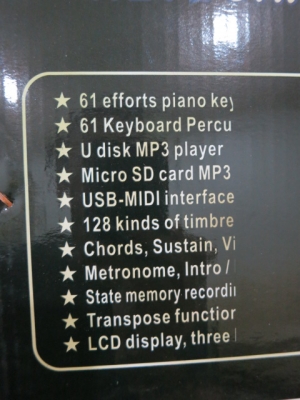 ★ 61 efforts piano key
★ 61 Keyboard Percu
★ U disk MP3 player
★ Micro SD card MP3
★ USB-MIDI interface
★ 128 kinds of timbre
★ Chords, Sustain, Vi
★ Metronome, Intro /
★ State memory recordi
★ Transpose function
★ LCD display, three